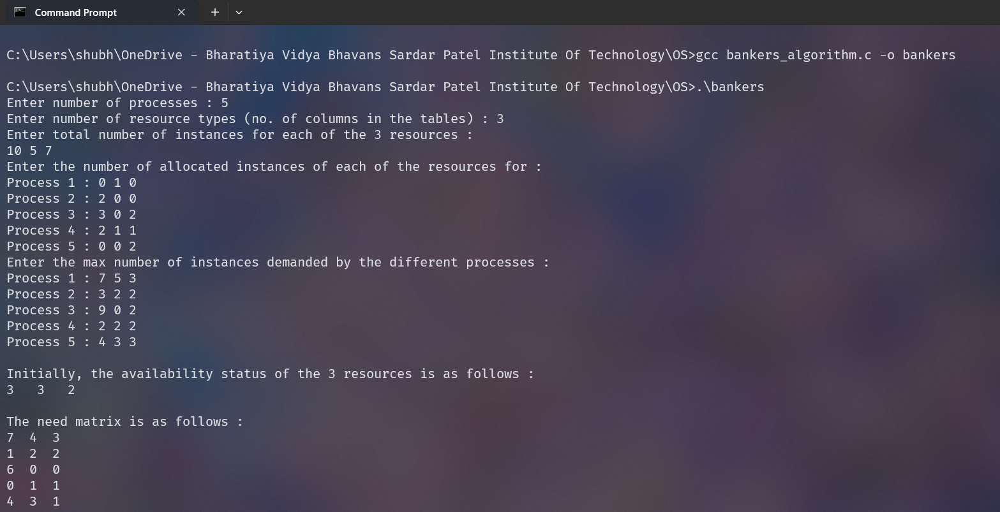 Command Prompt
C:\Users\shubh\OneDrive - Bharatiya Vidya Bhavans Sardar Patel Institute Of Technology\OS>gcc bankers_algorithm.c -o bankers
C:\Users\shubh\OneDrive - Bharatiya Vidya Bhavans Sardar Patel Institute Of Technology\OS>.\bankers
Enter number of processes : 5
Enter number of resource types (no. of columns in the tables) : 3
Enter total number of instances for each of the 3 resources :
10 5 7
Enter the number of allocated instances of each of the resources for :
Process 1 : 0 1 0
Process 2 : 2 0 0
Process 3 : 3 0 2
Process 4 : 2 1 1
Process 5 : 0 0 2
Enter the max number of instances demanded by the different processes :
Process 1 : 7 5 3
Process 2 : 3 2 2
Process 3 : 9 0 2
Process 4 : 2 2 2
Process 5 : 4 3 3
Initially, the availability status of the 3 resources is as follows :
3   3   2
The need matrix is as follows :
7  4  3
1  2  2
6  0  0
0  1  1
4  3  1